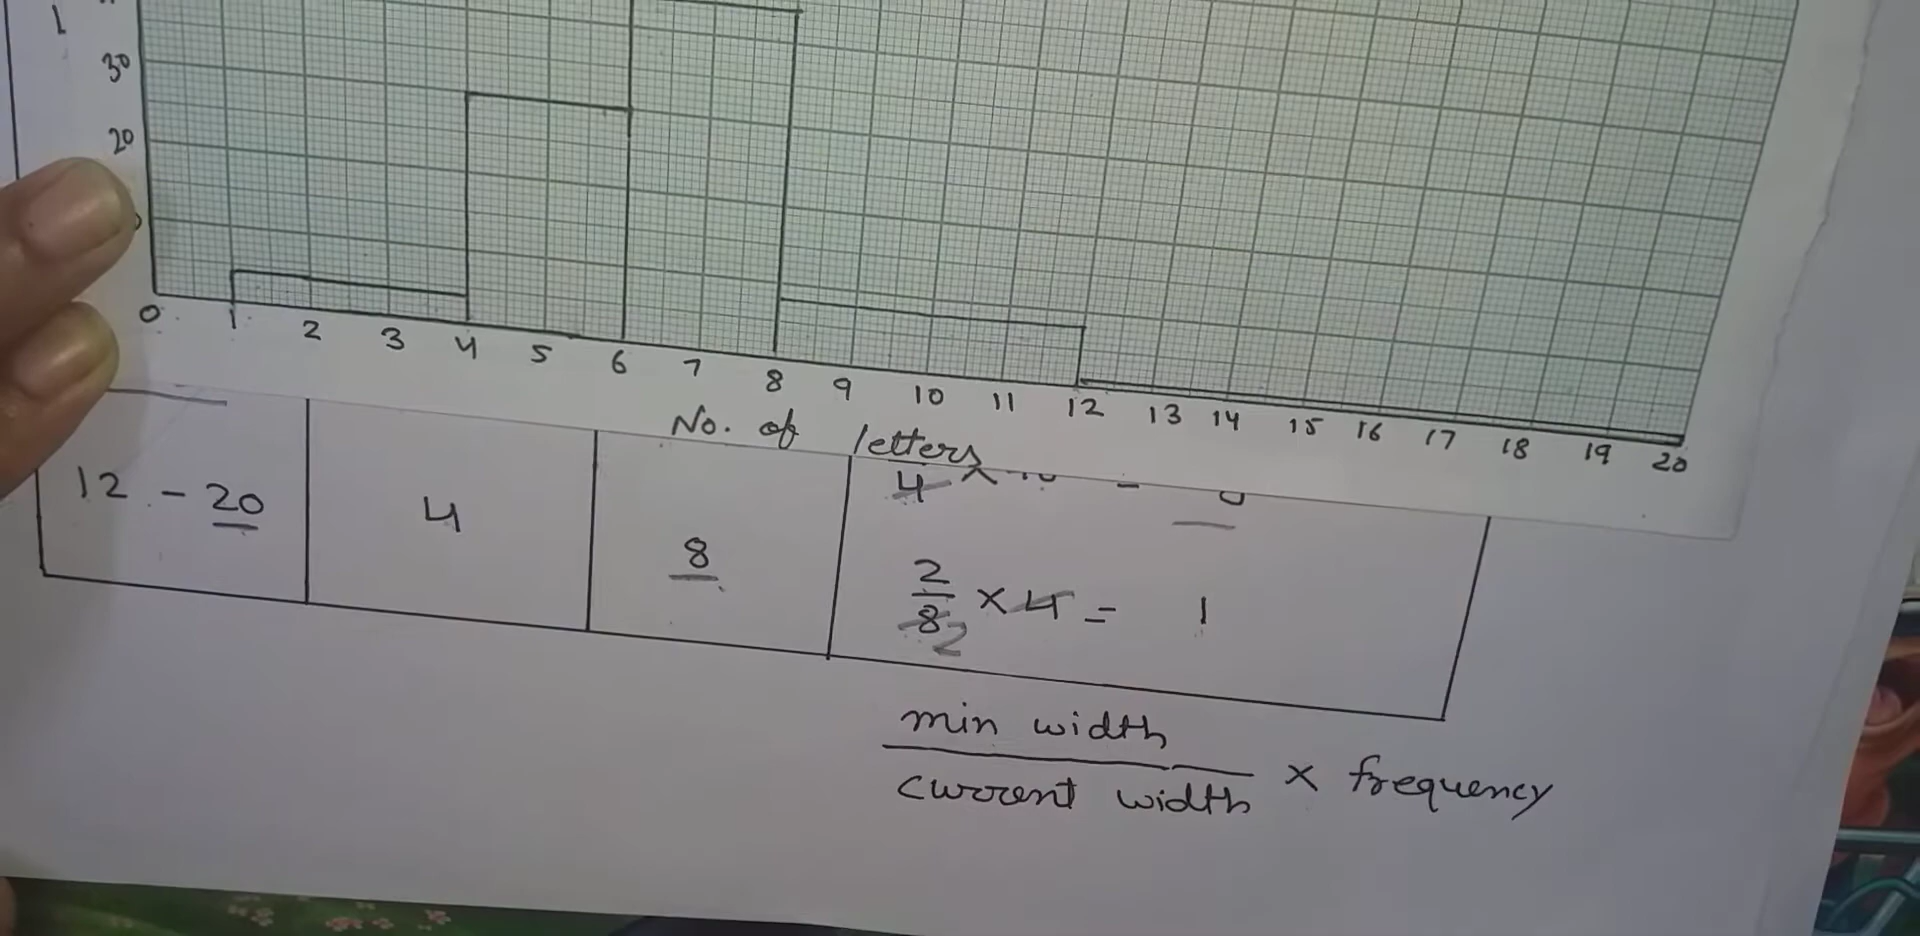 30
20
0 1 2 3 4 5 6 7 8 9 10 11 12 13 14 15 16 17 18 19 20
No. of letters
4 ×
12 - 20 4 8 2/8 × 4 = 1
2
min width
current width × frequency